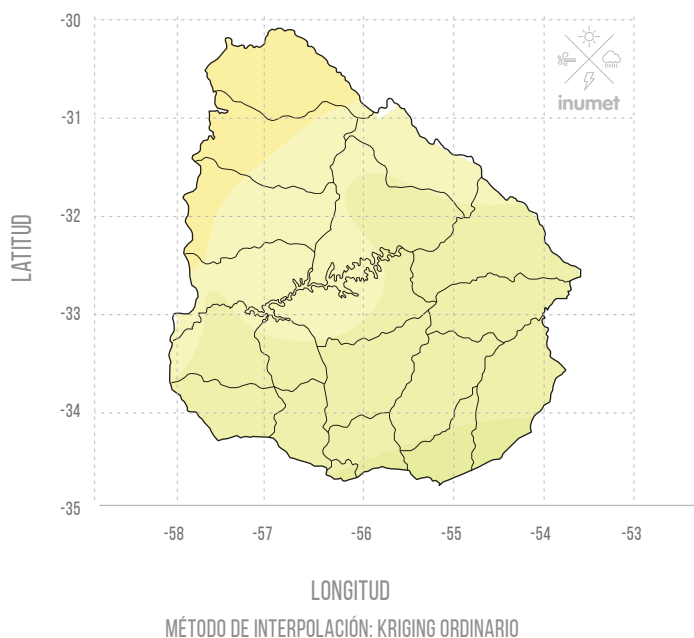 -30
inumet
-31
-32
LATITUD
-33
-34
-35
-58 -57 -56 -55 -54 -53
LONGITUD
MÉTODO DE INTERPOLACIÓN: KRIGING ORDINARIO